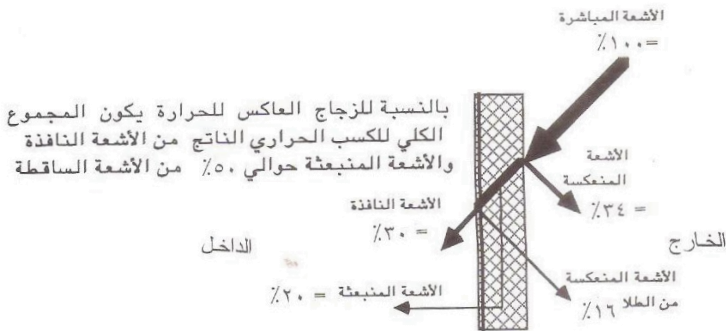 الأشعة المباشرة
=١٠٠٪
بالنسبة للزجاج العاكس للحرارة يكون المجموع
الكلي للكسب الحراري الناتج من الأشعة النافذة
والأشعة المنبعثة حوالي ٥٠٪ من الأشعة الساقطة
الأشعة
المنعكسة
= ٣٤٪
الأشعة النافذة
= ٣٠٪
الخارج
الداخل
الأشعة المنعكسة
من الطلا ١٦٪
الأشعة المنبعثة = ٢٠٪